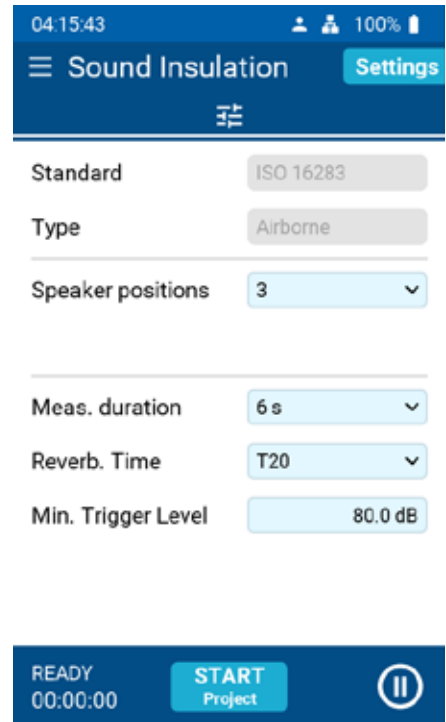 04:15:43 100%
Sound Insulation Settings
Standard ISO 16283
Type Airborne
Speaker positions 3
Meas. duration 6 s
Reverb. Time T20
Min. Trigger Level 80.0 dB
READY START
00:00:00 Project